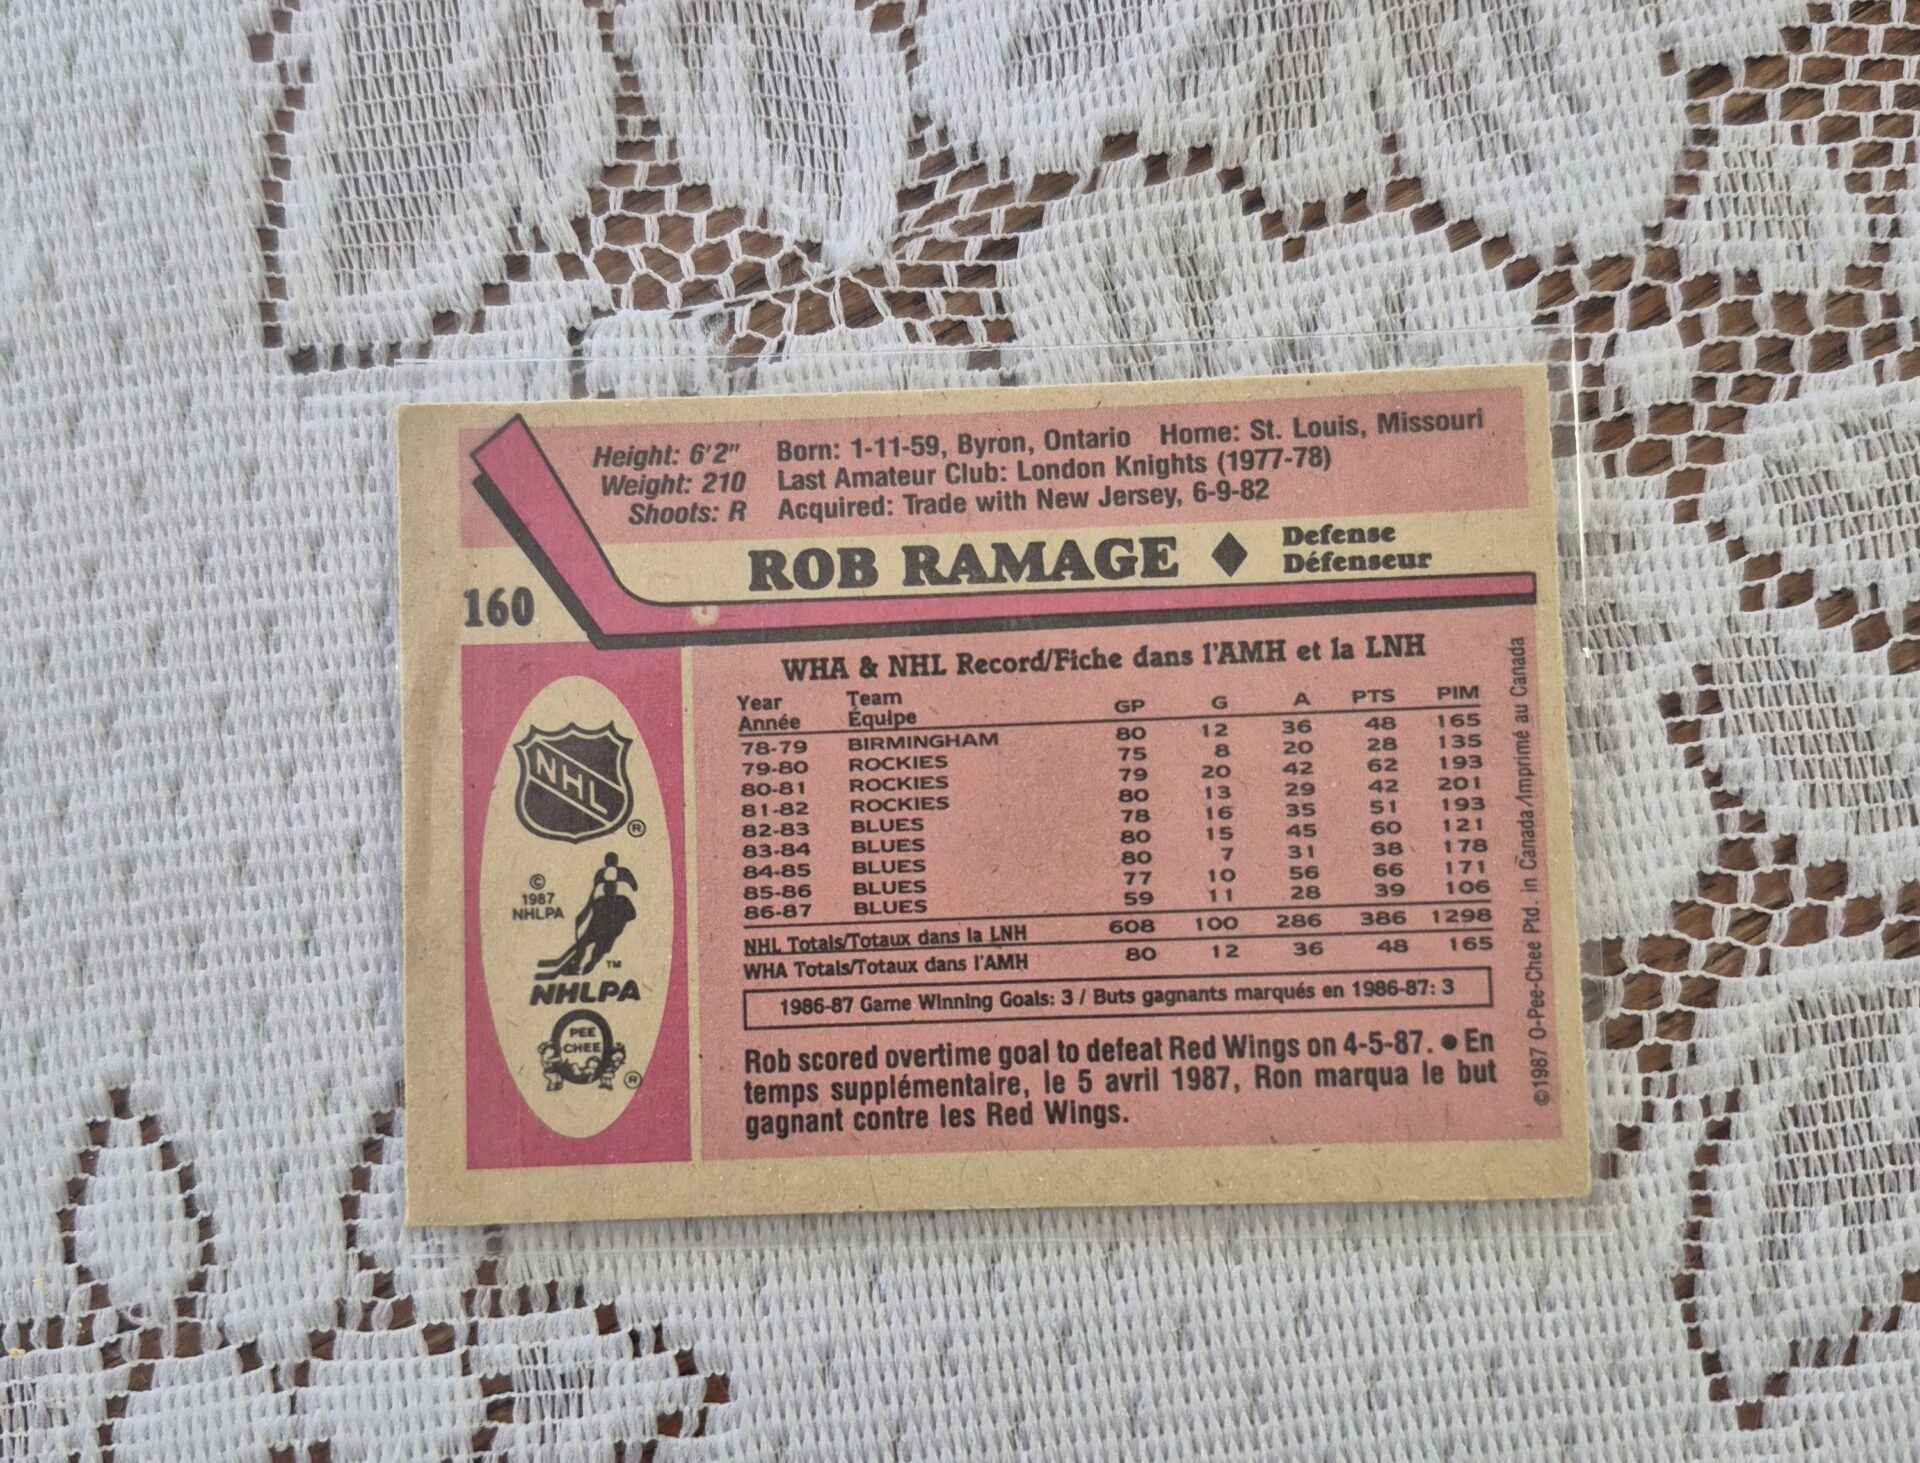 Height: 6'2" Born: 1-11-59, Byron, Ontario Home: St. Louis, Missouri
Weight: 210 Last Amateur Club: London Knights (1977-78)
Shoots: R Acquired: Trade with New Jersey, 6-9-82
ROB RAMAGE ♦ Defense
Défenseur
160
WHA & NHL Record/Fiche dans l'AMH et la LNH
Year Team
Année Équipe GP G A PTS PIM
78-79 BIRMINGHAM 80 12 36 48 165
79-80 ROCKIES 75 8 20 28 135
80-81 ROCKIES 79 20 42 62 193
81-82 ROCKIES 80 13 29 42 201
82-83 BLUES 78 16 35 51 193
83-84 BLUES 80 15 45 60 121
84-85 BLUES 80 7 31 38 178
85-86 BLUES 77 10 56 66 171
86-87 BLUES 59 11 28 39 106
NHL Totals/Totaux dans la LNH 608 100 286 386 1298
WHA Totals/Totaux dans l'AMH 80 12 36 48 165
1986-87 Game Winning Goals: 3 / Buts gagnants marqués en 1986-87: 3
Rob scored overtime goal to defeat Red Wings on 4-5-87. ● En
temps supplémentaire, le 5 avril 1987, Ron marqua le but
gagnant contre les Red Wings.
NHL
®
©
1987
NHLPA
TM
NHLPA
PEE
CHEE
®
©1987 O-Pee-Chee Ptd. in Canada/Imprimé au Canada